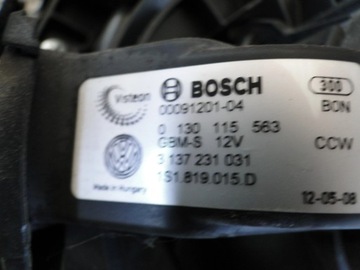 Visteon BOSCH 300
00091201-04 BON
0 130 115 563
GBM-S 12V CCW
3 137 231 031
1S1.819.015.D
Made in Hungary 12-05-08